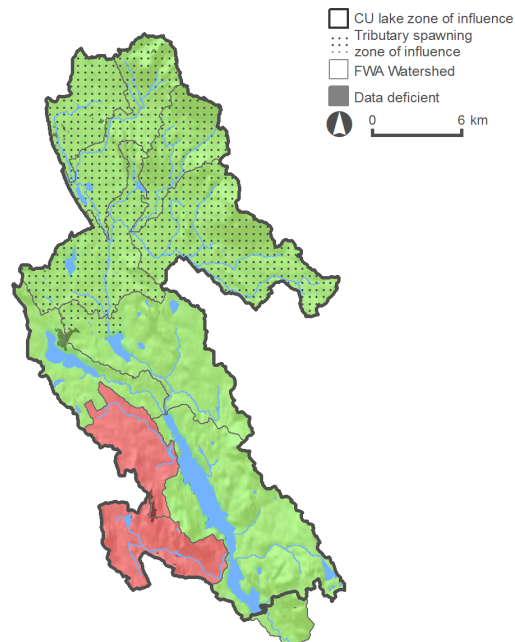 CU lake zone of influence
Tributary spawning
zone of influence
FWA Watershed
Data deficient
0 6 km